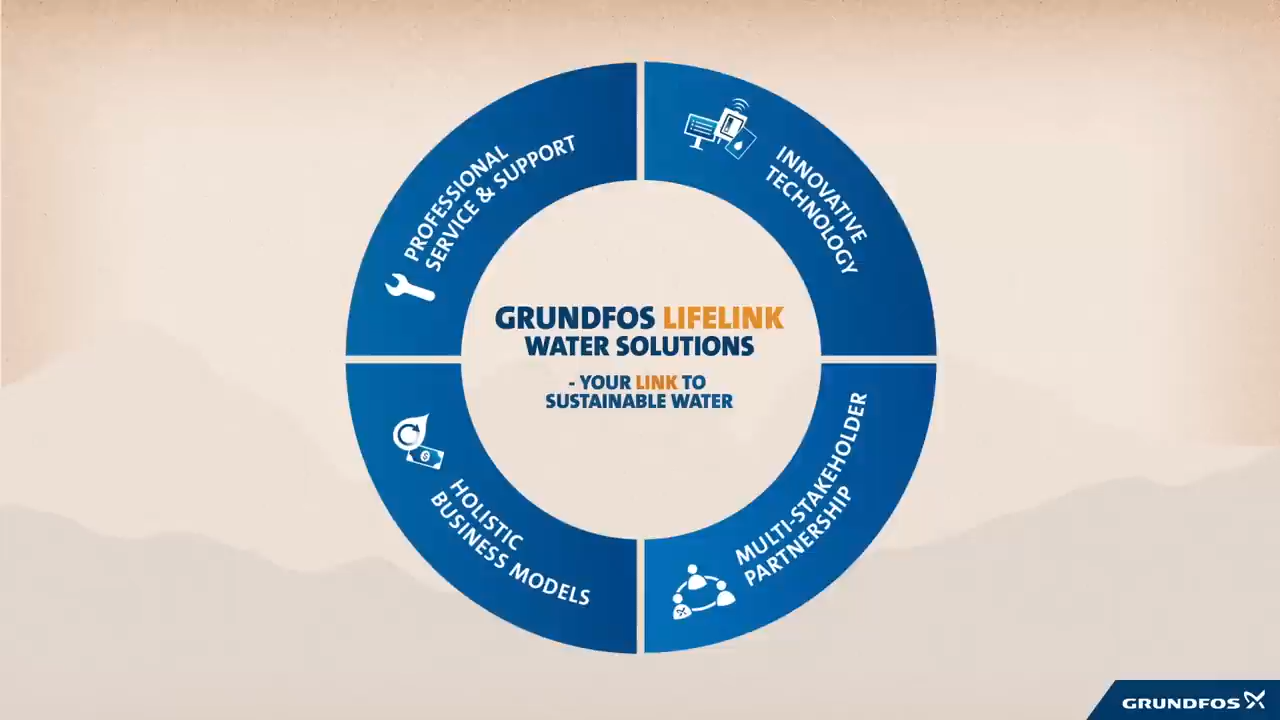 PROFESSIONAL
SERVICE & SUPPORT
INNOVATIVE
TECHNOLOGY
GRUNDFOS LIFELINK
WATER SOLUTIONS
- YOUR LINK TO
SUSTAINABLE WATER
HOLISTIC
BUSINESS MODELS
MULTI-STAKEHOLDER
PARTNERSHIP
GRUNDFOS